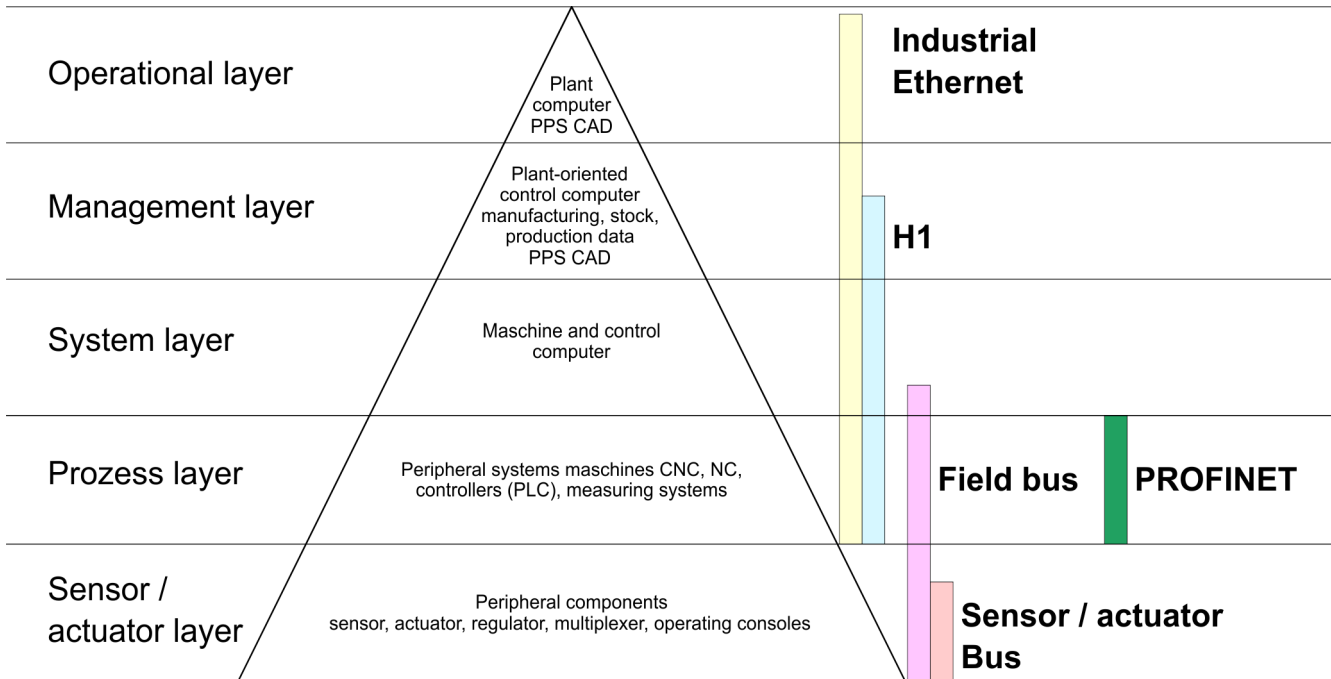 Operational layer
Plant
computer
PPS CAD
Industrial
Ethernet
Management layer
Plant-oriented
control computer
manufacturing, stock,
production data
PPS CAD
H1
System layer
Maschine and control
computer
Prozess layer
Peripheral systems maschines CNC, NC,
controllers (PLC), measuring systems
Field bus
PROFINET
Sensor /
actuator layer
Peripheral components
sensor, actuator, regulator, multiplexer, operating consoles
Sensor / actuator
Bus